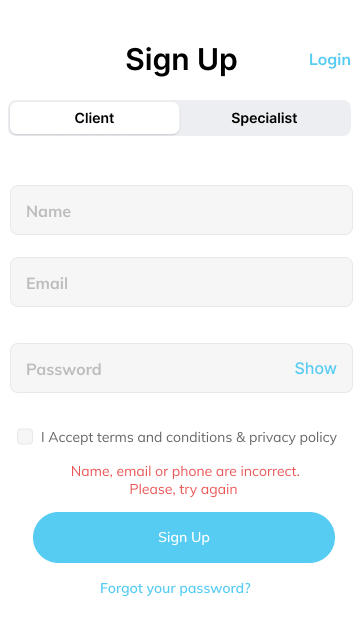 Sign Up
Login
Client
Specialist
Name
Email
Password
Show
I Accept terms and conditions & privacy policy
Name, email or phone are incorrect.
Please, try again
Sign Up
Forgot your password?